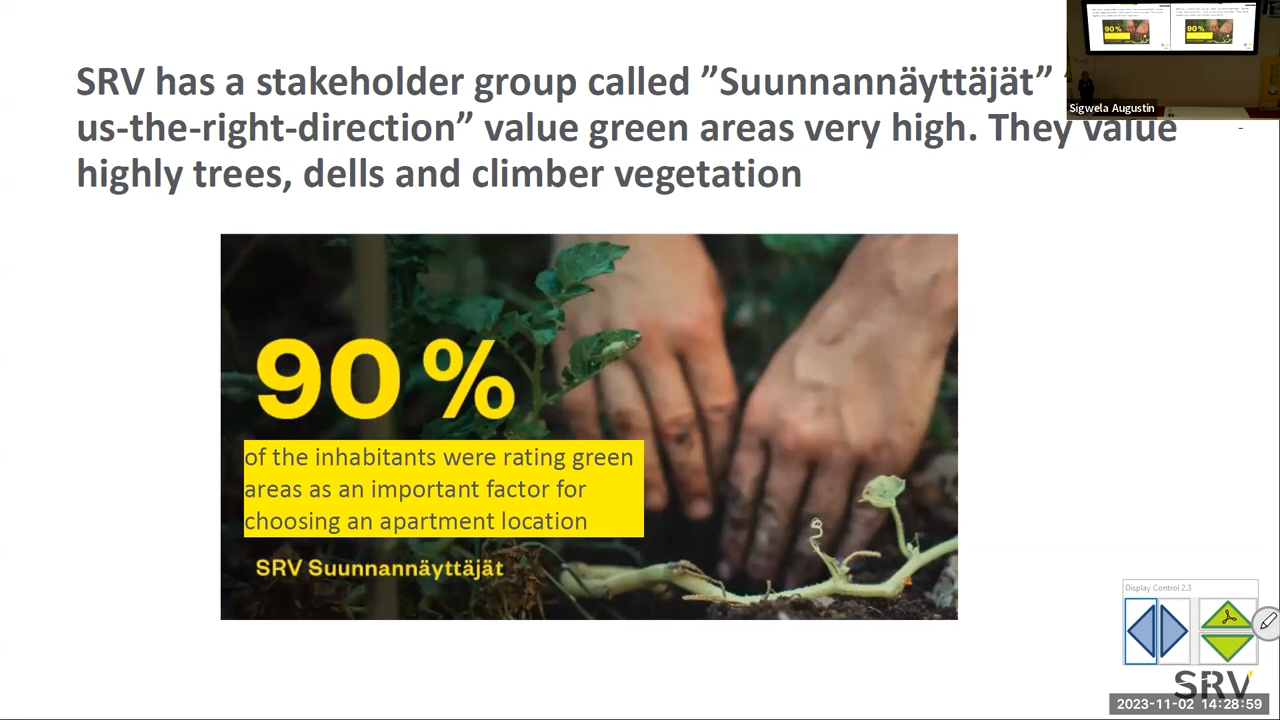 SRV has a stakeholder group called ”Suunnannäyttäjät”
us-the-right-direction” value green areas very high. They value
highly trees, dells and climber vegetation
Sigwela Augustin
90 %
90 %
90 %
of the inhabitants were rating green
areas as an important factor for
choosing an apartment location
SRV Suunnannäyttäjät
Display Control 2.3
SRV
2023-11-02 14:28:59